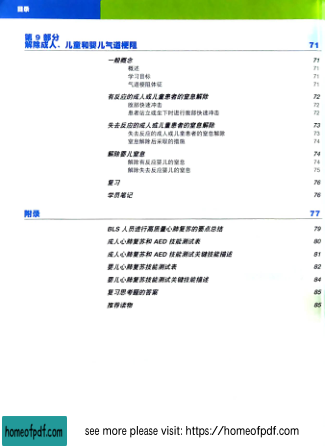 目录
第 9 部分
解除成人、儿童和婴儿气道梗阻 71
一般概念 71
概述 71
学习目标 71
气道梗阻体征 71
有反应的成人或儿童患者的窒息解除 72
腹部快速冲击 72
患者站立或坐下时进行腹部快速冲击 72
失去反应的成人或儿童患者的窒息解除 73
失去反应的成人或儿童患者的窒息解除 73
窒息解除后采取的措施 74
解除婴儿窒息 74
解除有反应婴儿的窒息 74
解除失去反应婴儿的窒息 75
复习 76
学员笔记 76
附录 77
BLS 人员进行高质量心肺复苏的要点总结 79
成人心肺复苏和 AED 技能测试表 80
成人心肺复苏和 AED 技能测试关键技能描述 81
婴儿心肺复苏技能测试表 82
婴儿心肺复苏技能测试关键技能描述 84
复习思考题的答案 85
推荐读物 85
homeofpdf.com
see more please visit: https://homeofpdf.com